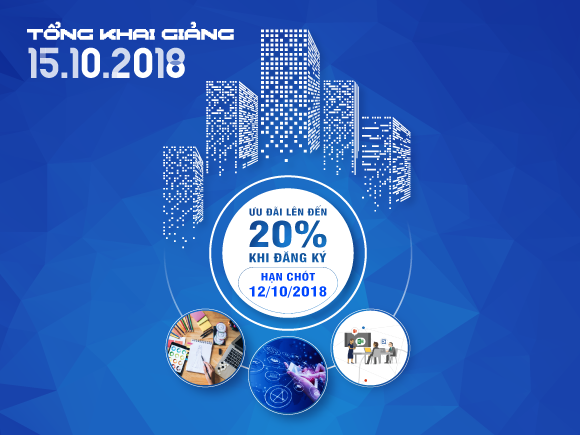 TỔNG KHAI GIẢNG
15.10.2018
ƯU ĐÃI LÊN ĐẾN
20%
KHI ĐĂNG KÝ
HẠN CHÓT
12/10/2018